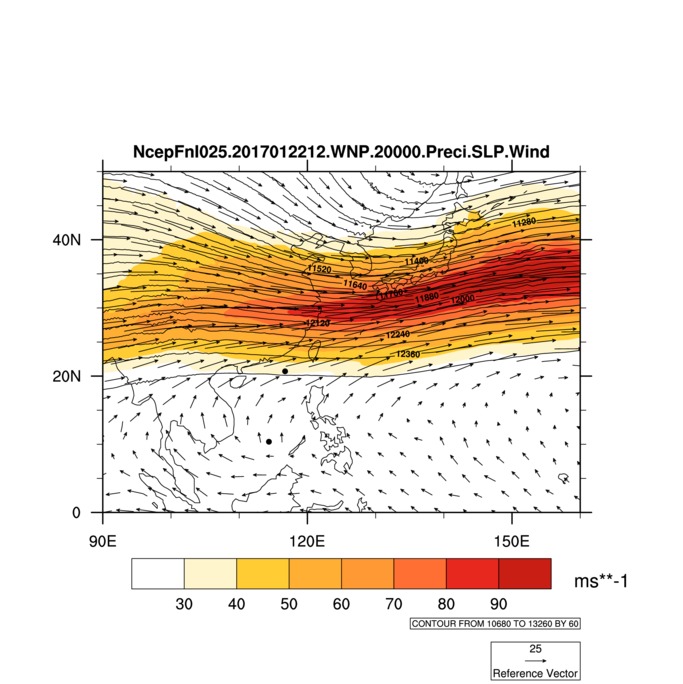 NcepFnl025.2017012212.WNP.20000.Preci.SLP.Wind
11280
40N
11400
11520
11640
11760
11880
12000
12120
12240
12360
20N
0
90E
120E
150E
ms**-1
30
40
50
60
70
80
90
CONTOUR FROM 10680 TO 13260 BY 60
25
Reference Vector